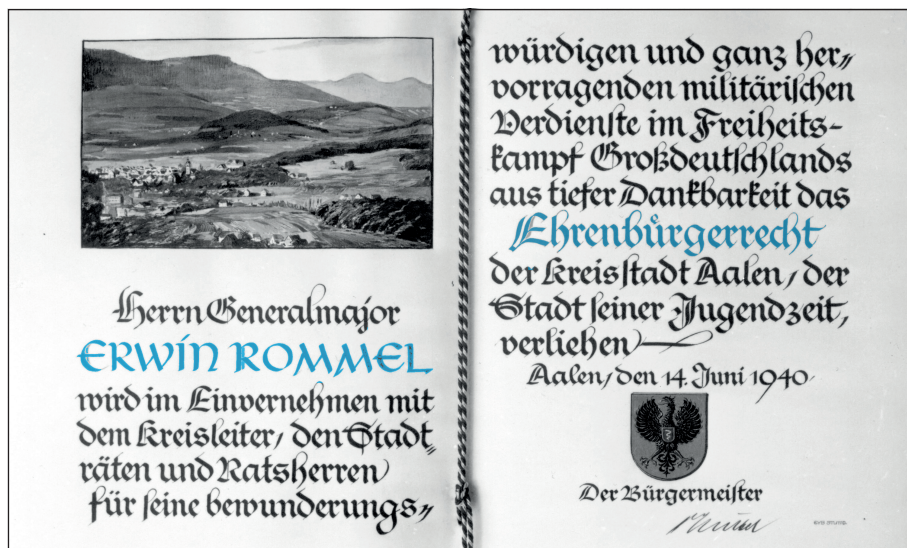 Herrn Generalmajor
ERWIN ROMMEL
wird im Einvernehmen mit
dem Kreisleiter, den Stadt„
räten und Ratsherren
für seine bewunderungs„
würdigen und ganz her„
vorragenden militäriſchen
Verdienſte im Freiheits-
kampf Großdeutſchlands
aus tiefer Dankbarkeit das
Ehrenbůrgerrecht
der Kreisſtadt Aalen, der
Stadt ſeiner Jugendzeit,
verliehen
Aalen, den 14. Juni 1940
Der Bürgermeiſter